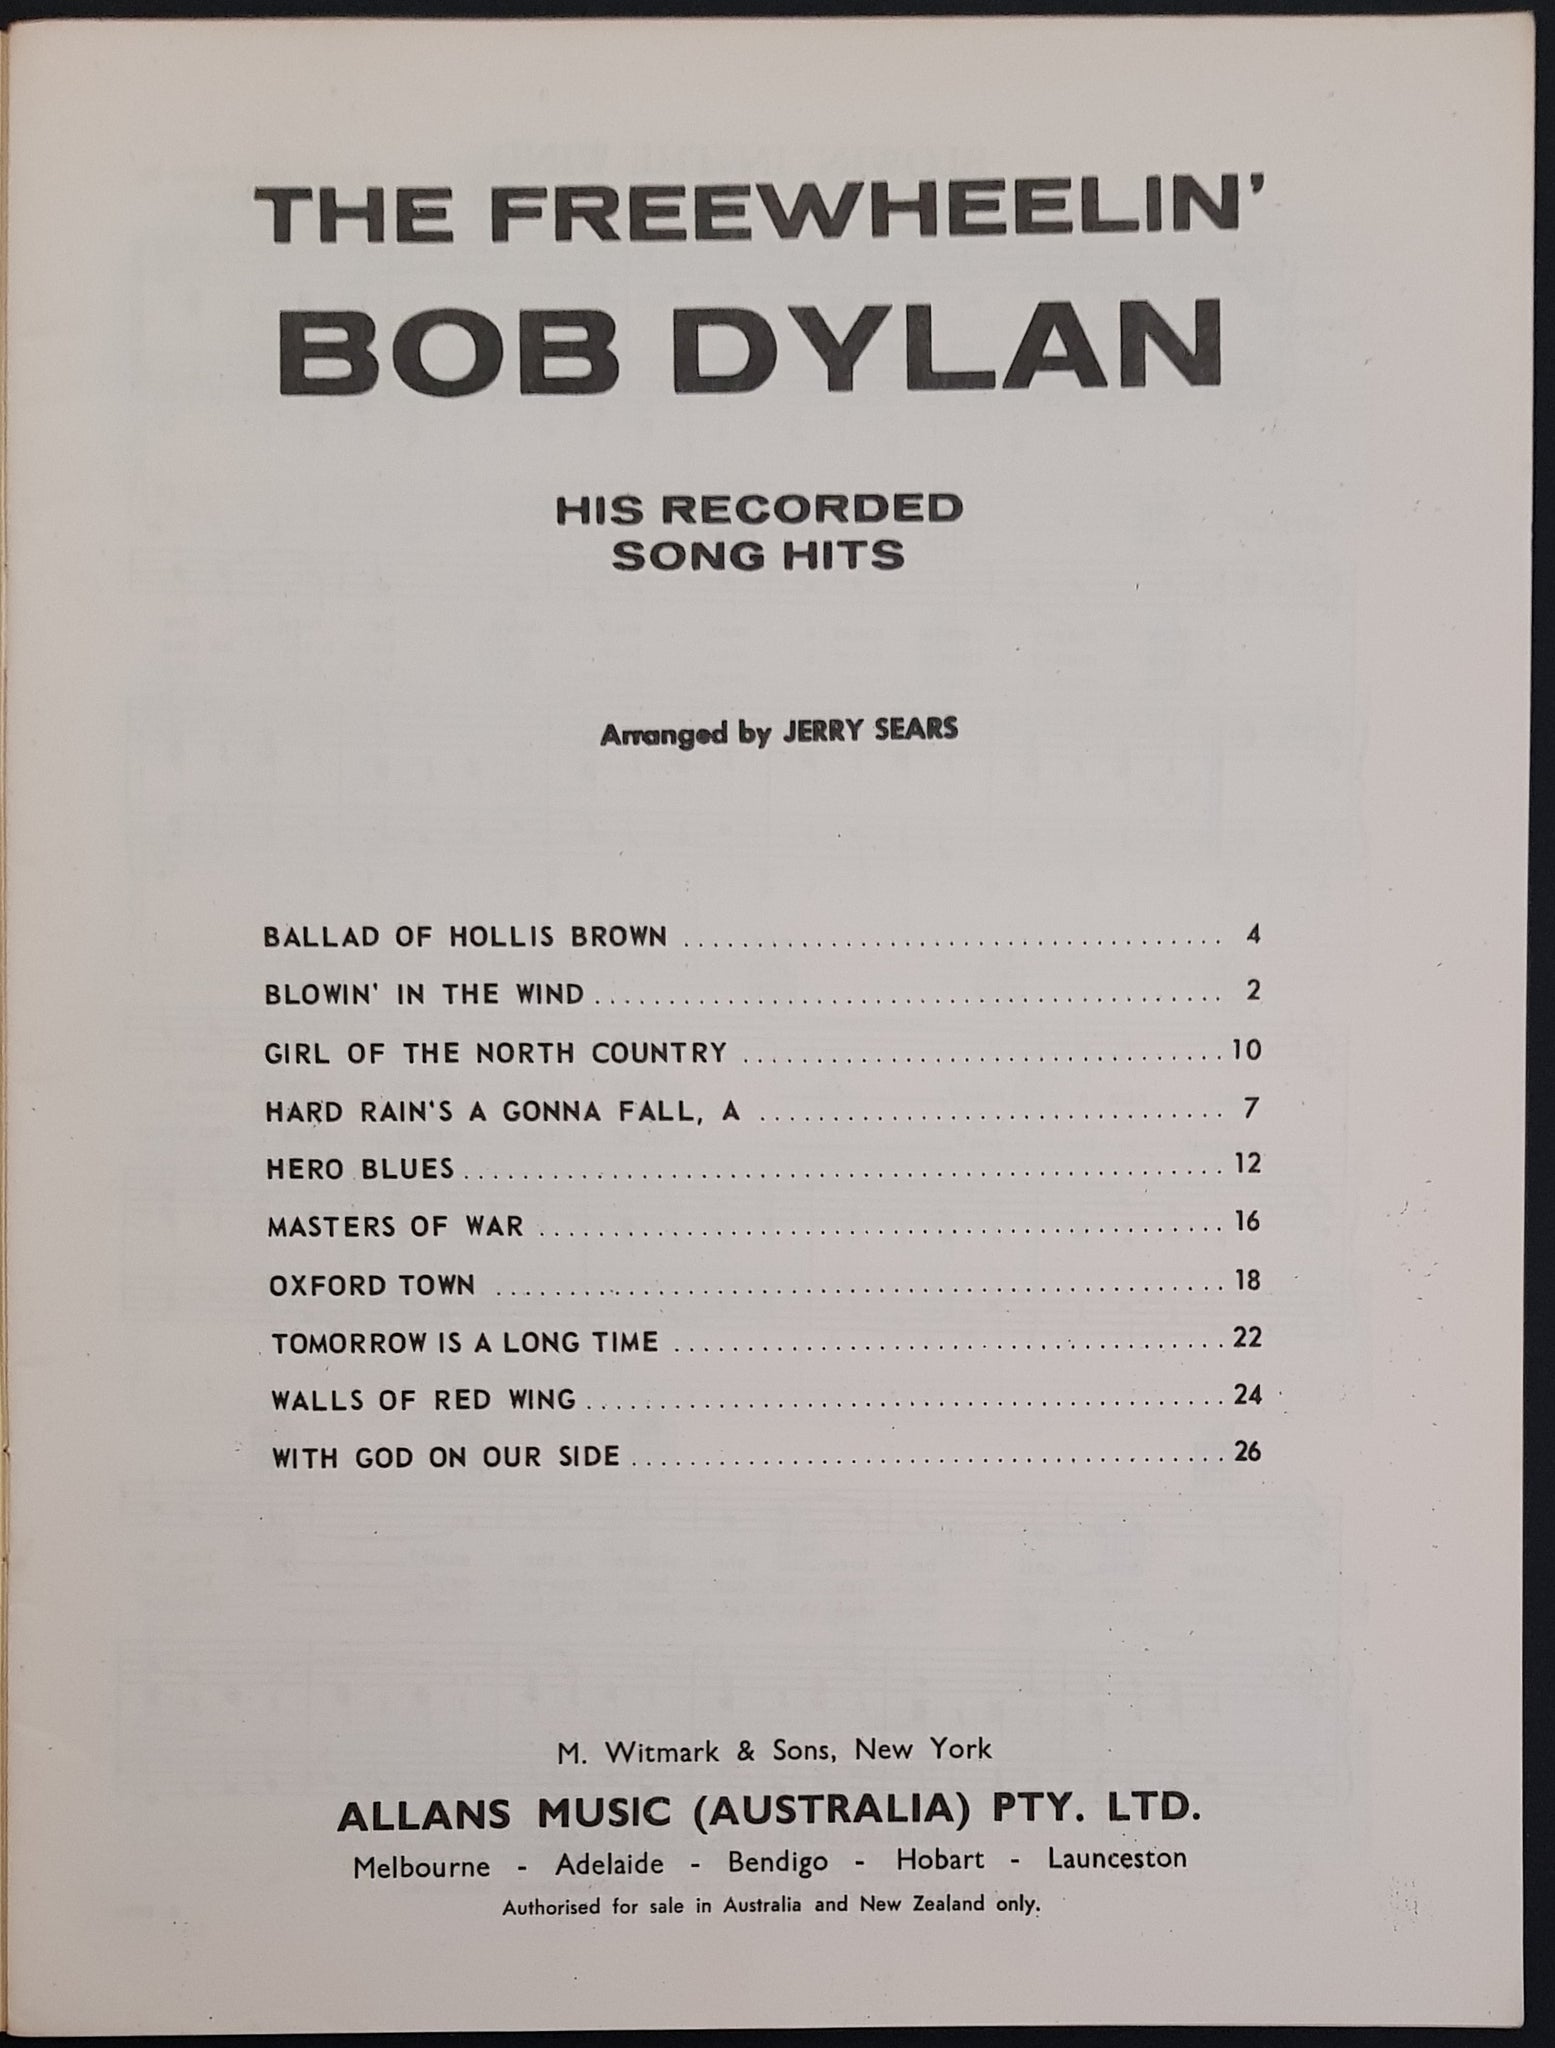 THE FREEWHEELIN'
BOB DYLAN
HIS RECORDED
SONG HITS
Arranged by JERRY SEARS
BALLAD OF HOLLIS BROWN ..................................... 4
BLOWIN' IN THE WIND ........................................... 2
GIRL OF THE NORTH COUNTRY ................................. 10
HARD RAIN'S A GONNA FALL, A ................................ 7
HERO BLUES .................................................... 12
MASTERS OF WAR ............................................... 16
OXFORD TOWN .................................................. 18
TOMORROW IS A LONG TIME ...................................... 22
WALLS OF RED WING ............................................ 24
WITH GOD ON OUR SIDE ......................................... 26
M. Witmark & Sons, New York
ALLANS MUSIC (AUSTRALIA) PTY. LTD.
Melbourne - Adelaide - Bendigo - Hobart - Launceston
Authorised for sale in Australia and New Zealand only.